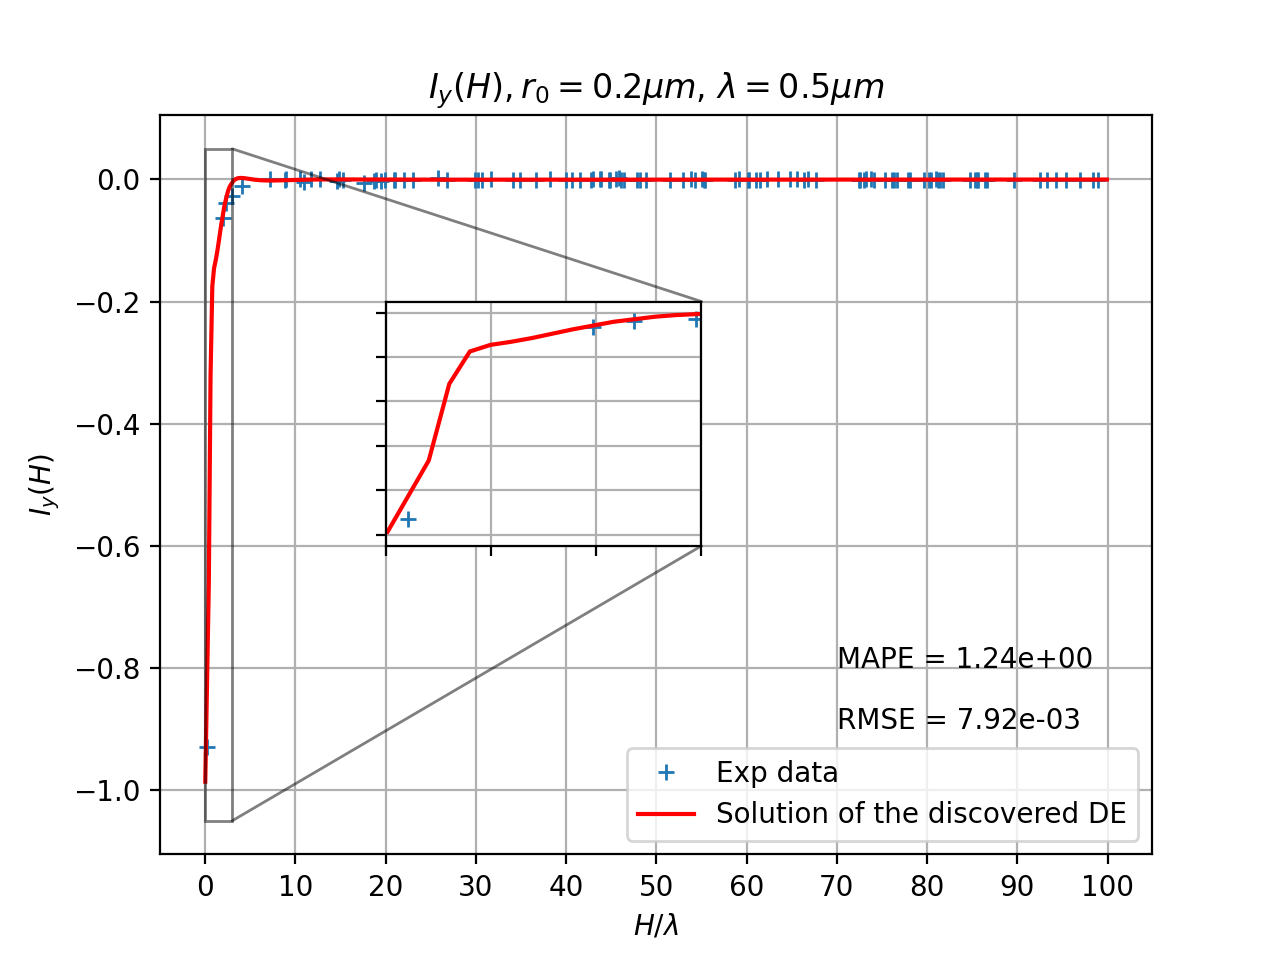 I_y(H), r_0 = 0.2μm, λ = 0.5μm
0.0
−0.2
−0.4
−0.6
−0.8
−1.0
I_y(H)
MAPE = 1.24e+00
RMSE = 7.92e-03
Exp data
Solution of the discovered DE
0 10 20 30 40 50 60 70 80 90 100
H/λ